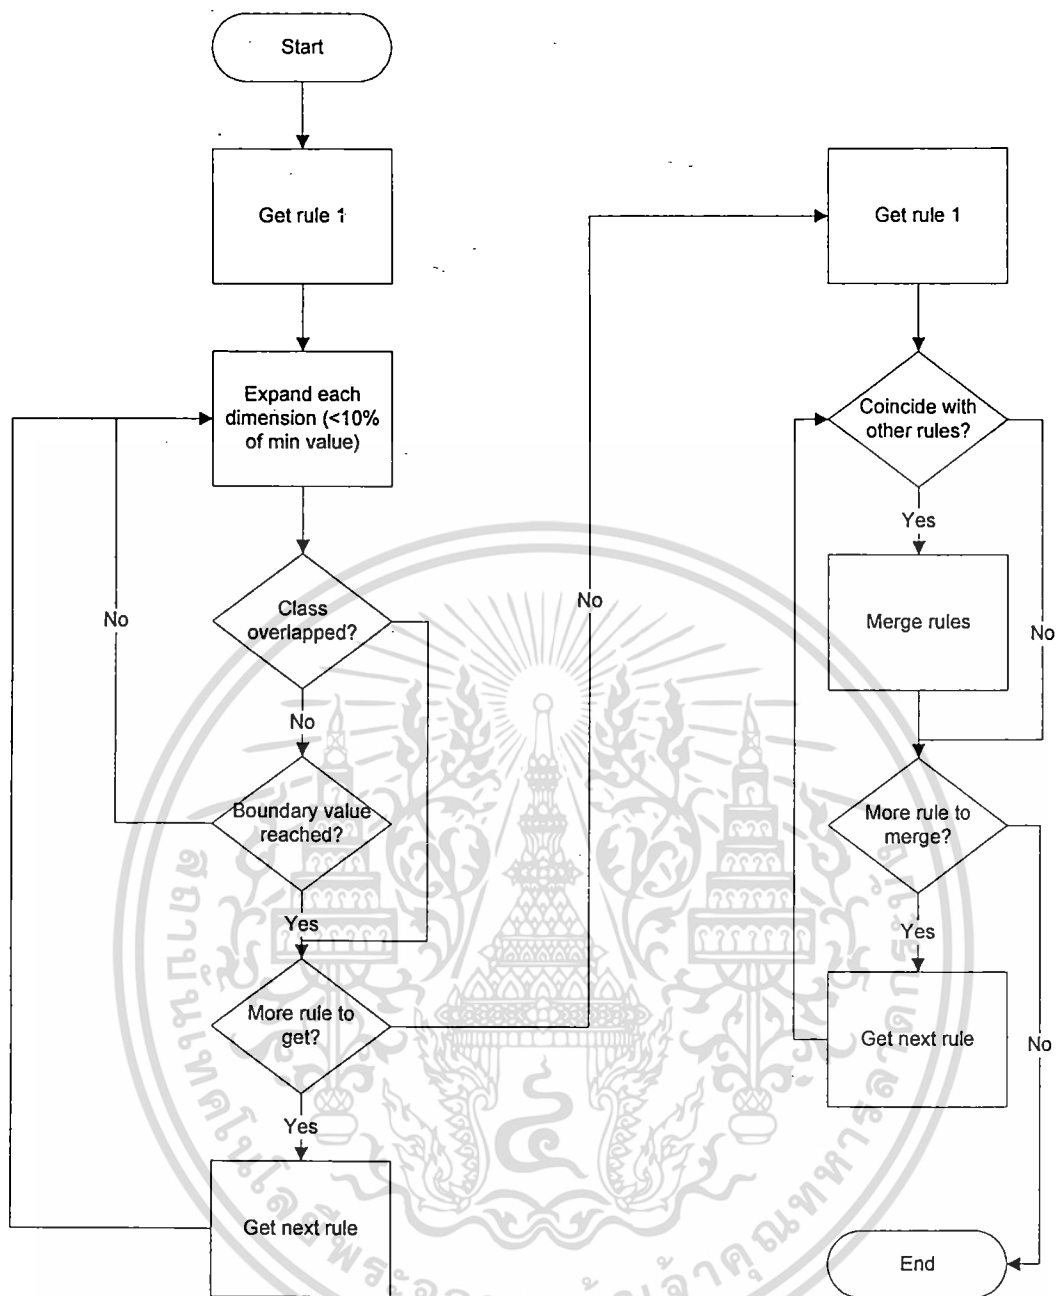 Start
Get rule 1
Expand each
dimension (<10%
of min value)
Class
overlapped?
No
No
Boundary value
reached?
Yes
More rule to
get?
Yes
Get next rule
No
Get rule 1
Coincide with
other rules?
Yes
No
Merge rules
More rule to
merge?
Yes
No
Get next rule
End